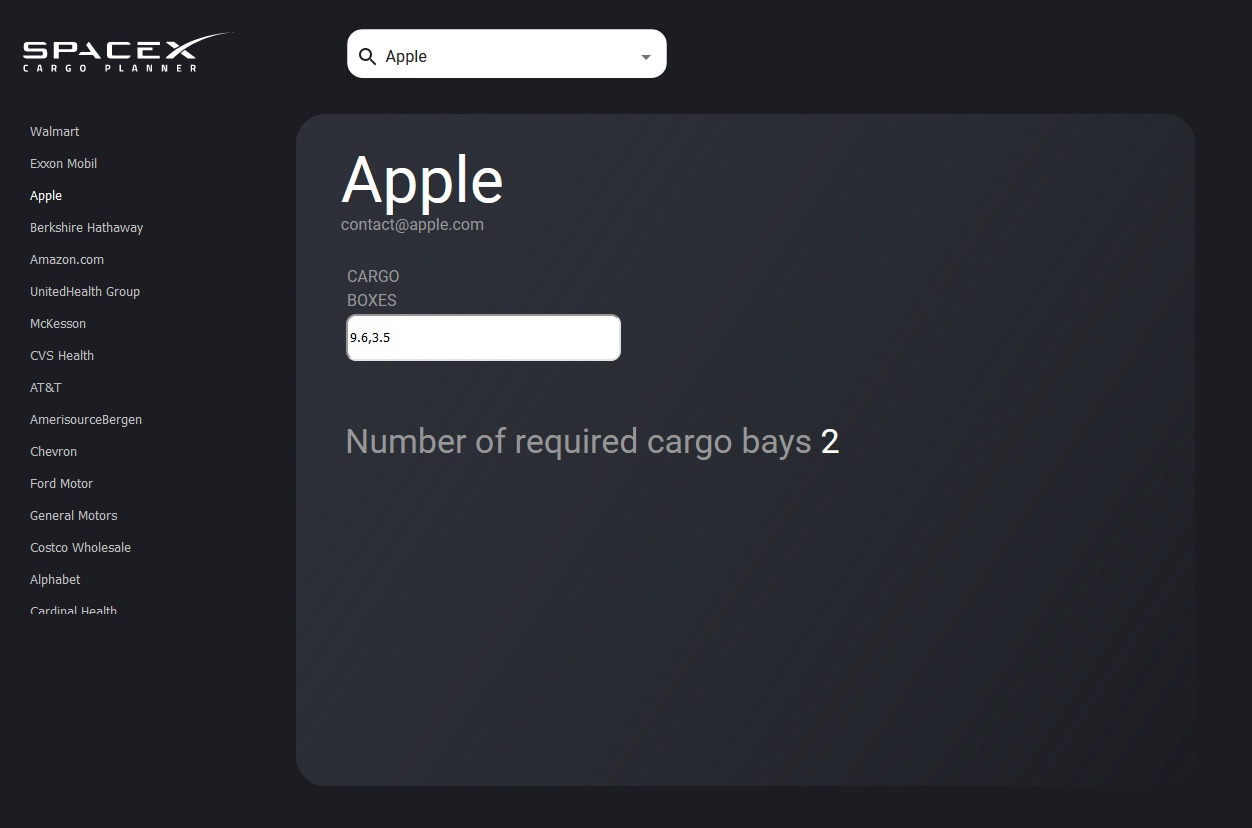 SPACEX
CARGO PLANNER
Apple
Walmart
Exxon Mobil
Apple
Berkshire Hathaway
Amazon.com
UnitedHealth Group
McKesson
CVS Health
AT&T
AmerisourceBergen
Chevron
Ford Motor
General Motors
Costco Wholesale
Alphabet
Cardinal Health
Apple
contact@apple.com
CARGO
BOXES
9.6,3.5
Number of required cargo bays 2